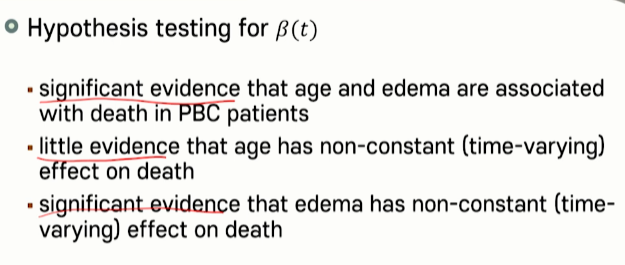 Hypothesis testing for β(t)
significant evidence that age and edema are associated
with death in PBC patients
little evidence that age has non-constant (time-varying)
effect on death
significant evidence that edema has non-constant (time-
varying) effect on death